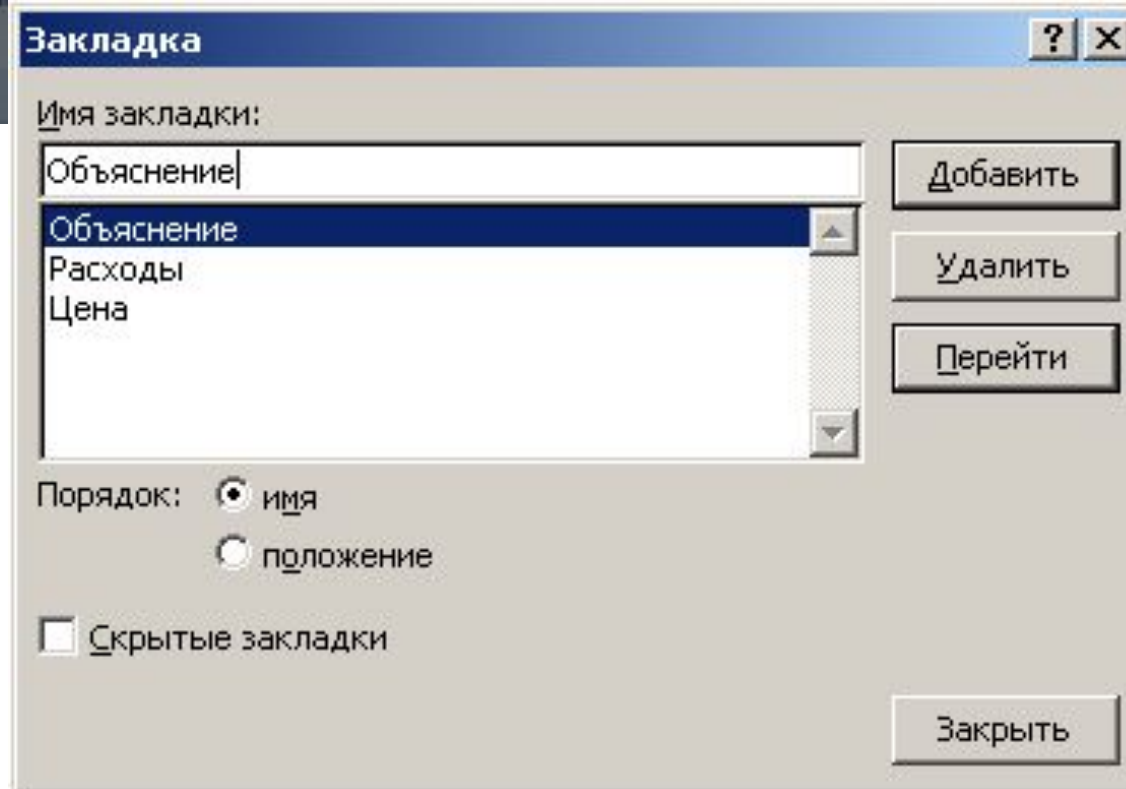 Закладка
Имя закладки:
Объяснение
Добавить
Объяснение
Расходы
Цена
Удалить
Перейти
Порядок: имя
положение
Скрытые закладки
Закрыть